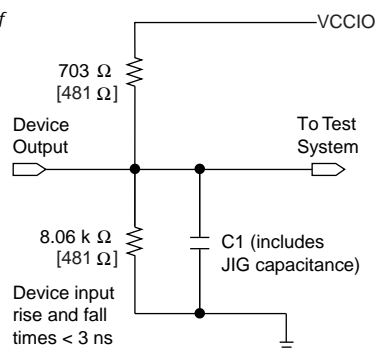 f
VCCIO
703 Ω
[481 Ω]
Device
Output
To Test
System
8.06 k Ω
[481 Ω]
C1 (includes
JIG capacitance)
Device input
rise and fall
times < 3 ns